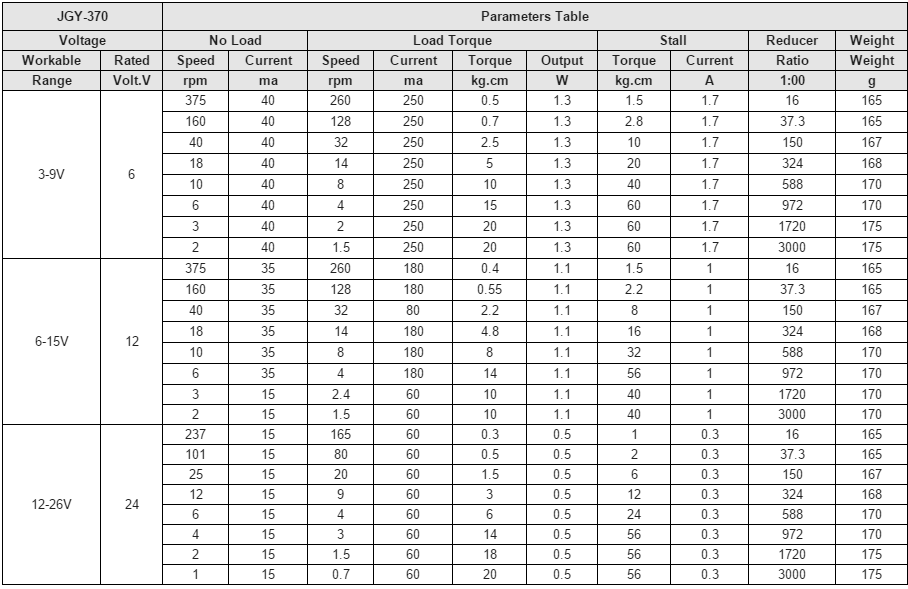 JGY-370 Parameters Table
Voltage No Load Load Torque Stall Reducer Weight
Workable Rated Speed Current Speed Current Torque Output Torque Current Ratio Weight
Range Volt.V rpm ma rpm ma kg.cm W kg.cm A 1:00 g
375 40 260 250 0.5 1.3 1.5 1.7 16 165
160 40 128 250 0.7 1.3 2.8 1.7 37.3 165
40 40 32 250 2.5 1.3 10 1.7 150 167
18 40 14 250 5 1.3 20 1.7 324 168
3-9V 6
10 40 8 250 10 1.3 40 1.7 588 170
6 40 4 250 15 1.3 60 1.7 972 170
3 40 2 250 20 1.3 60 1.7 1720 175
2 40 1.5 250 20 1.3 60 1.7 3000 175
375 35 260 180 0.4 1.1 1.5 1 16 165
160 35 128 180 0.55 1.1 2.2 1 37.3 165
40 35 32 80 2.2 1.1 8 1 150 167
18 35 14 180 4.8 1.1 16 1 324 168
6-15V 12
10 35 8 180 8 1.1 32 1 588 170
6 35 4 180 14 1.1 56 1 972 170
3 15 2.4 60 10 1.1 40 1 1720 170
2 15 1.5 60 10 1.1 40 1 3000 170
237 15 165 60 0.3 0.5 1 0.3 16 165
101 15 80 60 0.5 0.5 2 0.3 37.3 165
25 15 20 60 1.5 0.5 6 0.3 150 167
12 15 9 60 3 0.5 12 0.3 324 168
12-26V 24
6 15 4 60 6 0.5 24 0.3 588 170
4 15 3 60 14 0.5 56 0.3 972 170
2 15 1.5 60 18 0.5 56 0.3 1720 175
1 15 0.7 60 20 0.5 56 0.3 3000 175